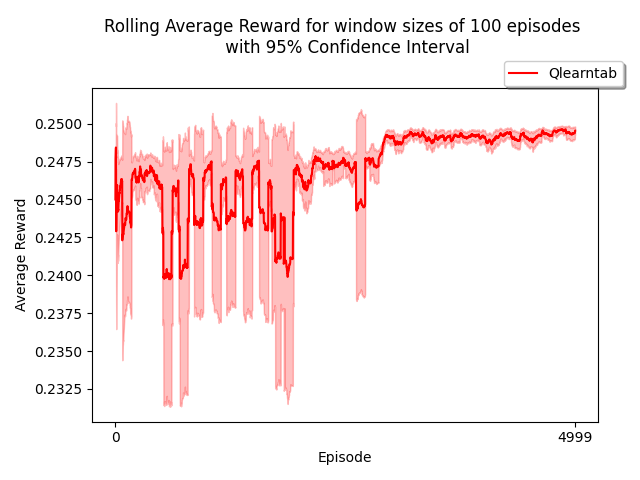 Rolling Average Reward for window sizes of 100 episodes
with 95% Confidence Interval
Qlearntab
0.2500
0.2475
0.2450
0.2425
0.2400
0.2375
0.2350
0.2325
Average Reward
0
4999
Episode